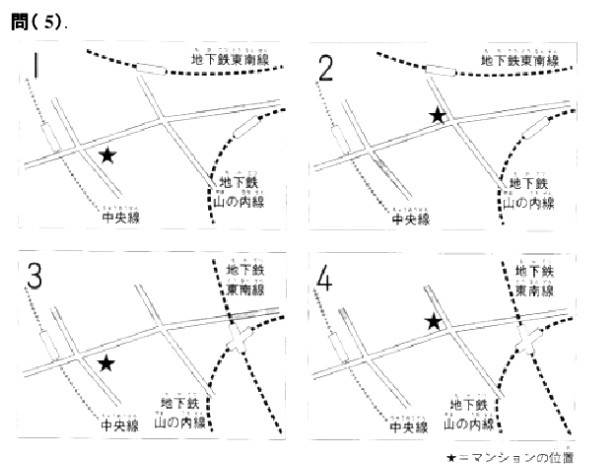 問(5).
1
地下鉄東南線
地下鉄
山の内線
中央線
2
地下鉄東南線
地下鉄
山の内線
中央線
3
地下鉄
東南線
地下鉄
山の内線
中央線
4
地下鉄
東南線
地下鉄
山の内線
中央線
★=マンションの位置